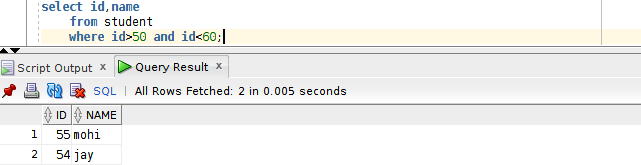 select id,name
from student
where id>50 and id<60;
Script Output x Query Result x
SQL | All Rows Fetched: 2 in 0.005 seconds
ID NAME
1 55 mohi
2 54 jay